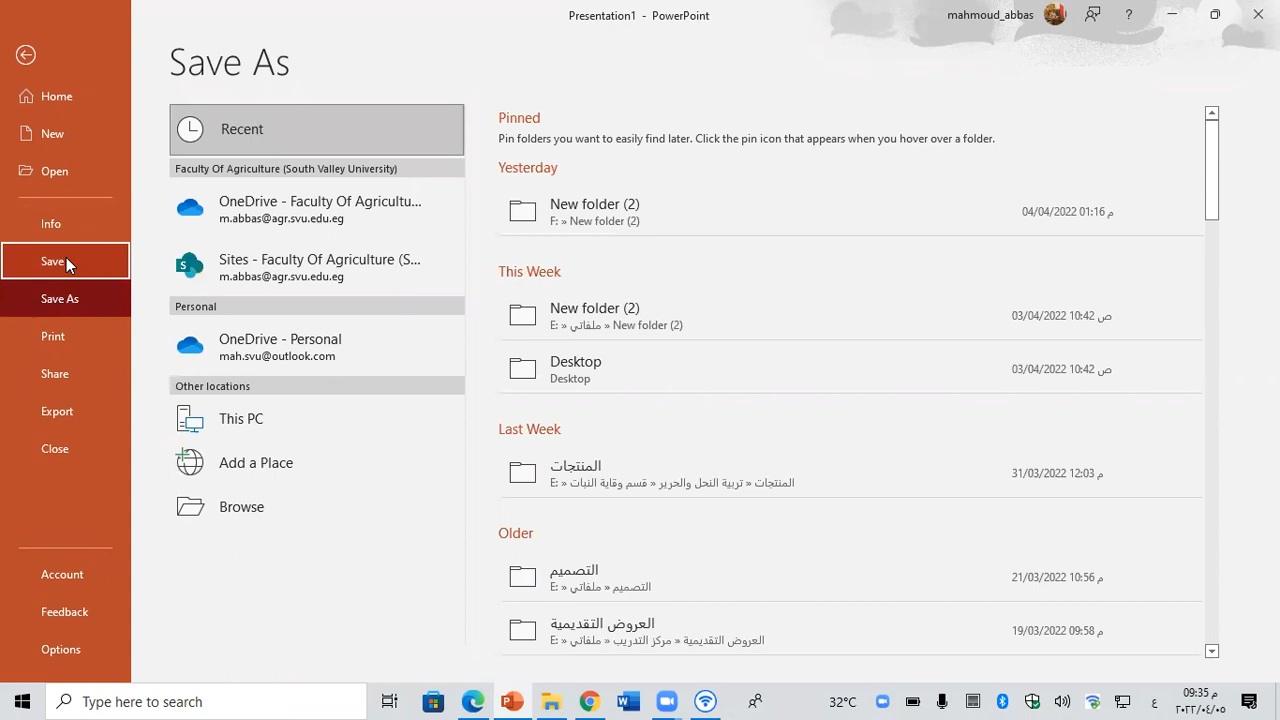 Presentation1 - PowerPoint
mahmoud_abbas
?
Save As
Home
New
Open
Info
Save
Save As
Print
Share
Export
Close
Account
Feedback
Options
Recent
Faculty Of Agriculture (South Valley University)
OneDrive - Faculty Of Agricultu...
m.abbas@agr.svu.edu.eg
Sites - Faculty Of Agriculture (S...
m.abbas@agr.svu.edu.eg
Personal
OneDrive - Personal
mah.svu@outlook.com
Other locations
This PC
Add a Place
Browse
Pinned
Pin folders you want to easily find later. Click the pin icon that appears when you hover over a folder.
Yesterday
New folder (2)
F: » New folder (2)
04/04/2022 01:16 م
This Week
New folder (2)
E: » ملفاتي » New folder (2)
03/04/2022 10:42 ص
Desktop
Desktop
03/04/2022 10:42 ص
Last Week
المنتجات
E: » قسم وقاية النبات » تربية النحل والحرير » المنتجات
31/03/2022 12:03 م
Older
التصميم
E: » ملفاتي » التصميم
21/03/2022 10:56 م
العروض التقديمية
E: » ملفاتي » مركز التدريب » العروض التقديمية
19/03/2022 09:58 م
Type here to search
32°C
ع
09:35 م